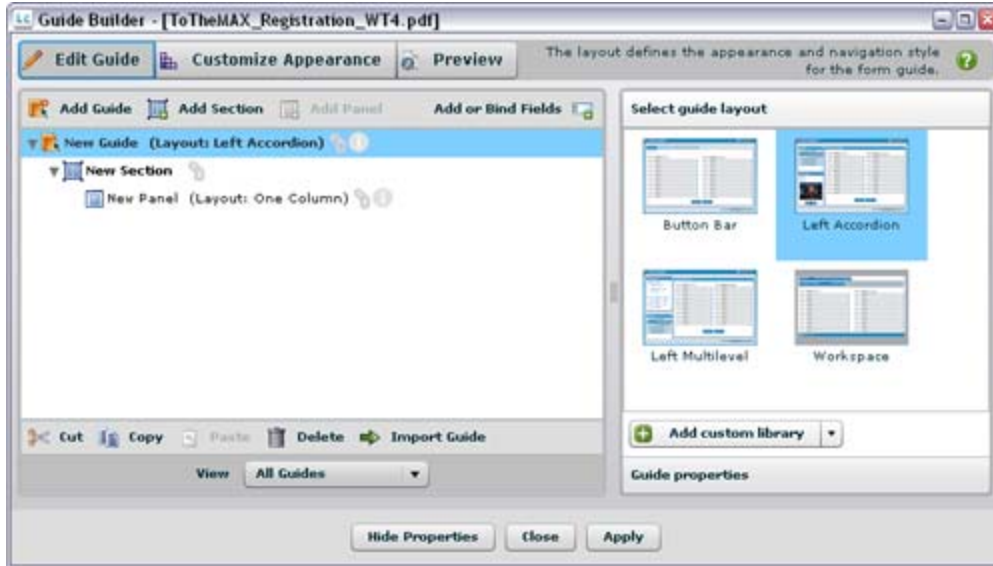 LC Guide Builder - [ToTheMAX_Registration_WT4.pdf]
Edit Guide Customize Appearance Preview
The layout defines the appearance and navigation style
for the form guide.
Add Guide Add Section Add Panel Add or Bind Fields
New Guide (Layout: Left Accordion)
New Section
New Panel (Layout: One Column)
Cut Copy Paste Delete Import Guide
View All Guides
Select guide layout
Button Bar Left Accordion
Left Multilevel Workspace
Add custom library
Guide properties
Hide Properties Close Apply